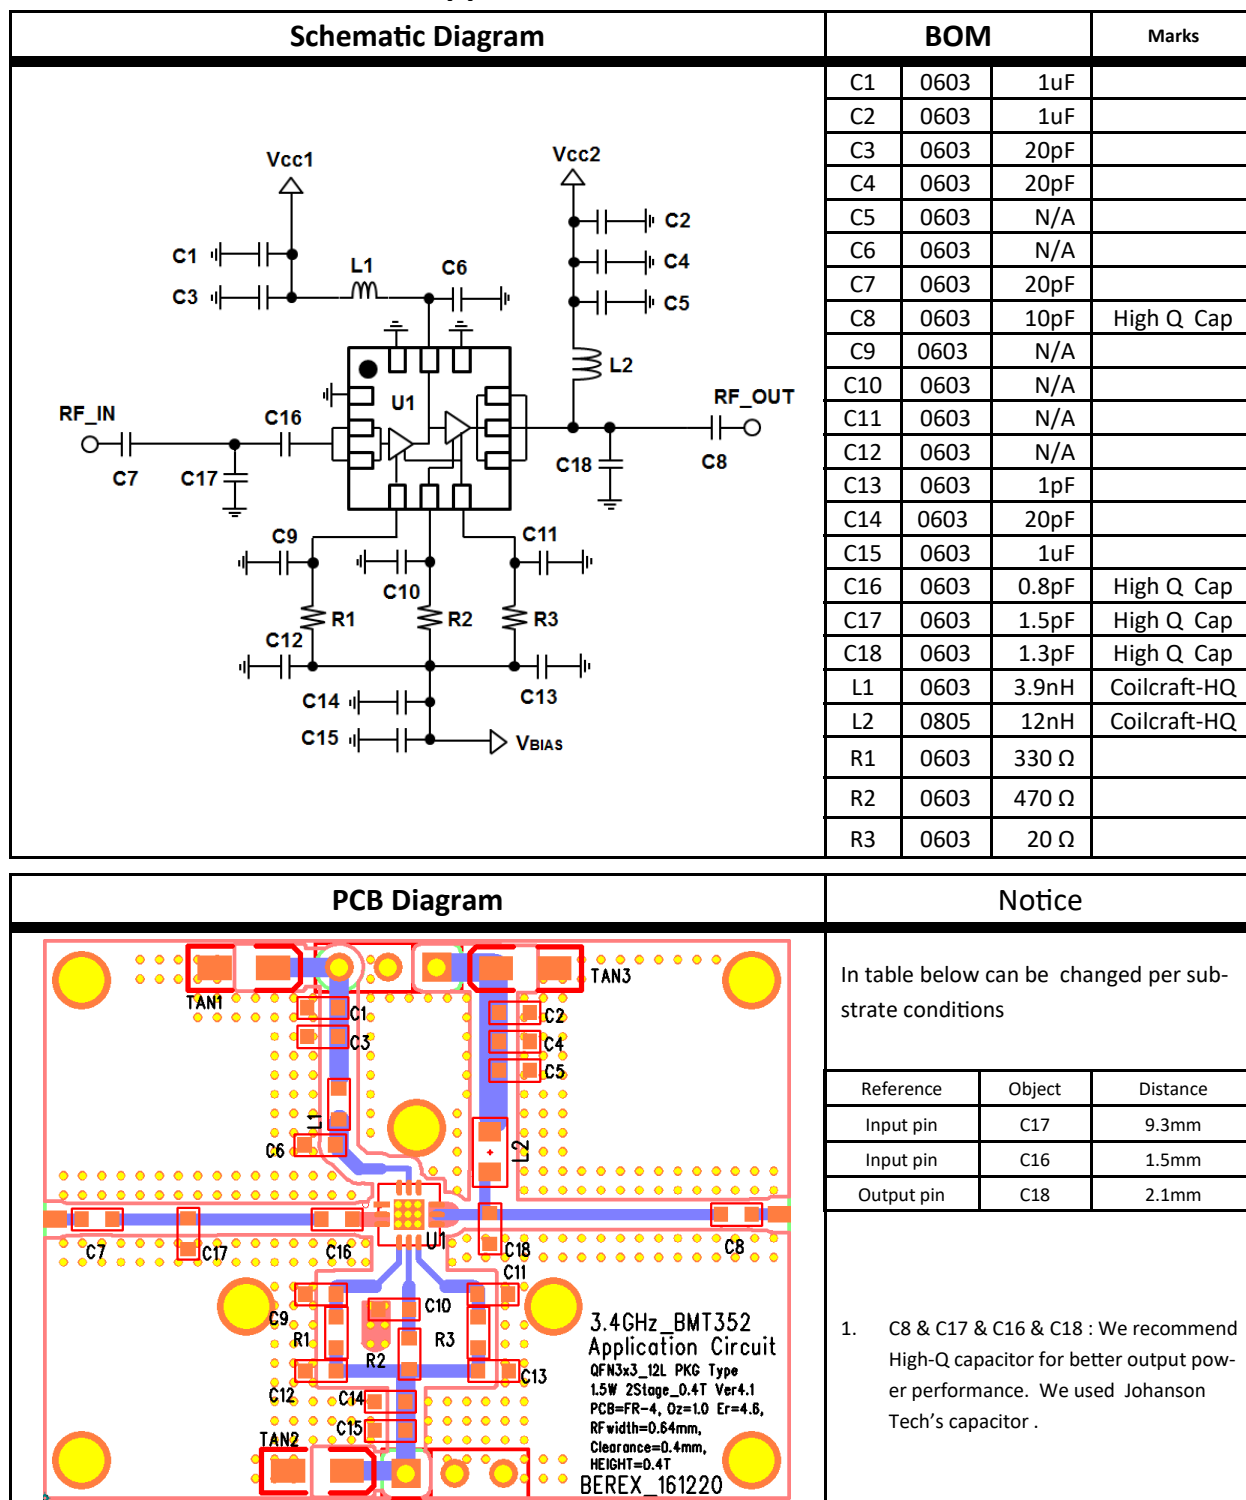 Schematic Diagram
BOM
Marks
C1 0603 1uF
C2 0603 1uF
C3 0603 20pF
C4 0603 20pF
C5 0603 N/A
C6 0603 N/A
C7 0603 20pF
C8 0603 10pF High Q Cap
C9 0603 N/A
C10 0603 N/A
C11 0603 N/A
C12 0603 N/A
C13 0603 1pF
C14 0603 20pF
C15 0603 1uF
C16 0603 0.8pF High Q Cap
C17 0603 1.5pF High Q Cap
C18 0603 1.3pF High Q Cap
L1 0603 3.9nH Coilcraft-HQ
L2 0805 12nH Coilcraft-HQ
R1 0603 330 Ω
R2 0603 470 Ω
R3 0603 20 Ω
Vcc1
Vcc2
C2
C1
L1
C6
C4
C3
C5
L2
U1
RF_OUT
RF_IN
C16
C7
C17
C18
C8
C9
C11
C10
R1
R2
R3
C12
C14
C13
C15
VBIAS
PCB Diagram
Notice
TAN1
TAN3
C1
C2
C3
C4
C5
L1
C6
L2
U1
C7
C17
C16
C18
C8
C11
C9
C10
R1
R2
R3
C12
C13
C14
C15
TAN2
3.4GHz_BMT352
Application Circuit
QFN3x3_12L PKG Type
1.5W 2Stage_0.4T Ver4.1
PCB=FR-4, Oz=1.0 Er=4.6,
RFwidth=0.64mm,
Clearance=0.4mm,
HEIGHT=0.4T
BEREX_161220
In table below can be changed per sub-
strate conditions
Reference Object Distance
Input pin C17 9.3mm
Input pin C16 1.5mm
Output pin C18 2.1mm
1. C8 & C17 & C16 & C18 : We recommend
High-Q capacitor for better output pow-
er performance. We used Johanson
Tech's capacitor .